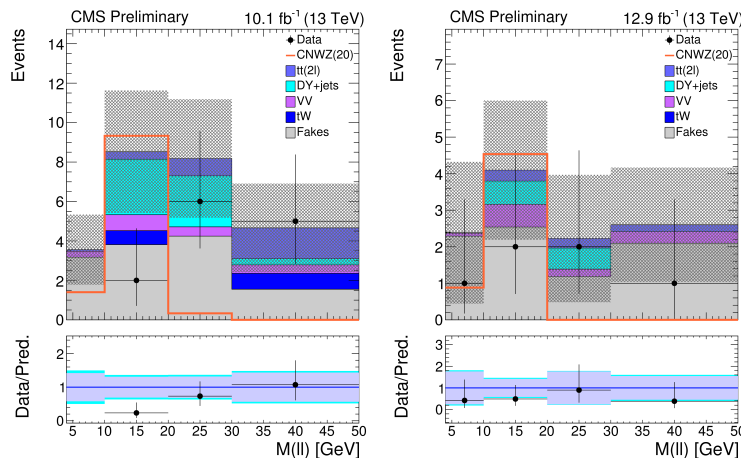 CMS Preliminary 10.1 fb⁻¹ (13 TeV)
Events
14
12
10
8
6
4
2
0
Data
CNWZ(20)
tt(2l)
DY+jets
VV
tW
Fakes
Data/Pred.
2
1
0
5 10 15 20 25 30 35 40 45 50
M(ll) [GeV]
CMS Preliminary 12.9 fb⁻¹ (13 TeV)
Events
7
6
5
4
3
2
1
0
Data
CNWZ(20)
tt(2l)
DY+jets
VV
tW
Fakes
Data/Pred.
3
2
1
0
5 10 15 20 25 30 35 40 45 50
M(ll) [GeV]